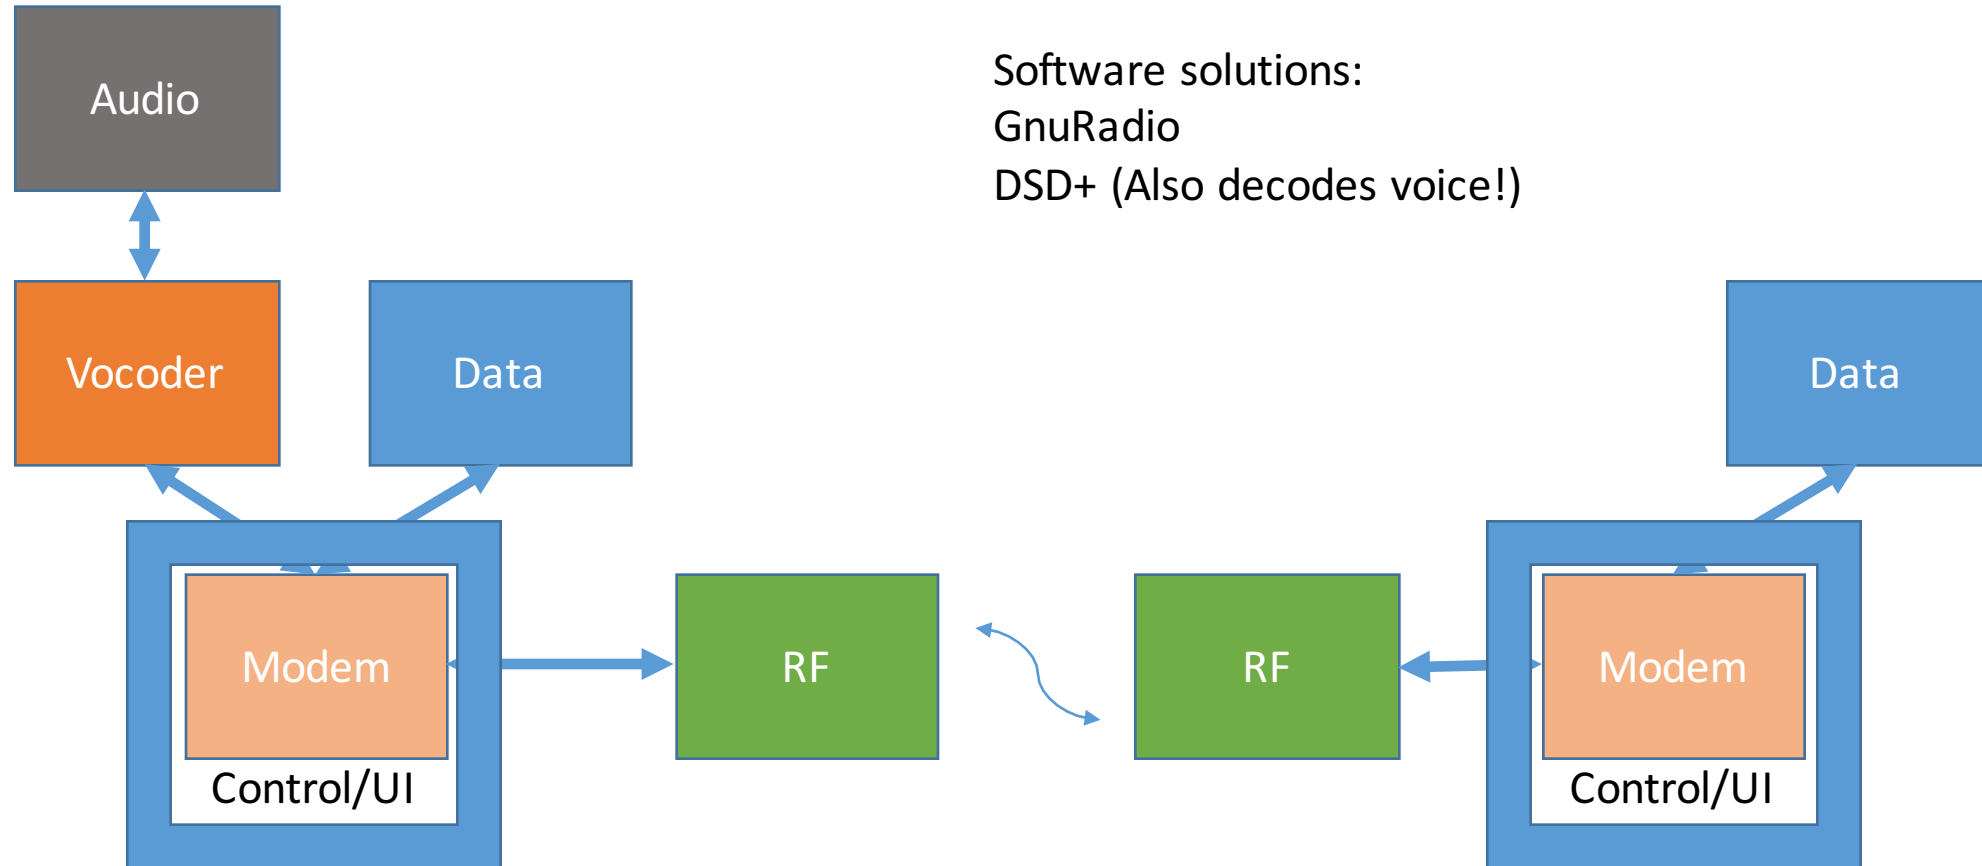 Audio
Software solutions:
GnuRadio
DSD+ (Also decodes voice!)
Vocoder
Data
Data
Modem
RF
RF
Modem
Control/UI
Control/UI